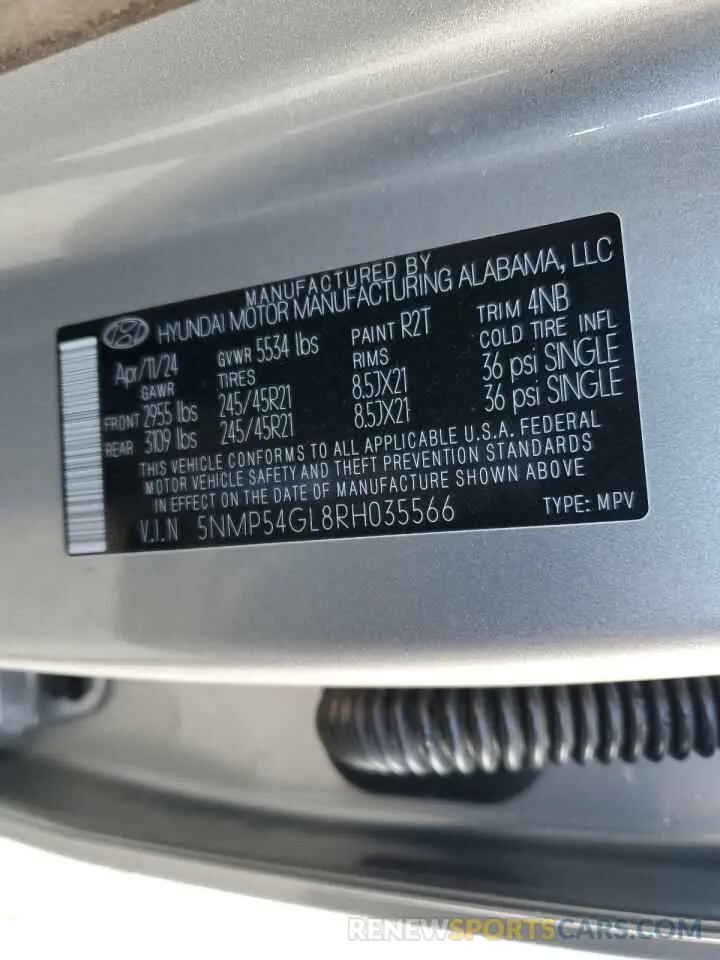 MANUFACTURED BY
HYUNDAI MOTOR MANUFACTURING ALABAMA, LLC
Apr/11/24 GVWR 5534 lbs PAINT R2T TRIM 4NB
GAWR TIRES RIMS COLD TIRE INFL
FRONT 2955 lbs 245/45R21 8.5JX21 36 psi SINGLE
REAR 3109 lbs 245/45R21 8.5JX21 36 psi SINGLE
THIS VEHICLE CONFORMS TO ALL APPLICABLE U.S.A. FEDERAL
MOTOR VEHICLE SAFETY AND THEFT PREVENTION STANDARDS
IN EFFECT ON THE DATE OF MANUFACTURE SHOWN ABOVE
V.I.N 5NMP54GL8RH035566 TYPE: MPV
RENEWSPORTSCARS.COM